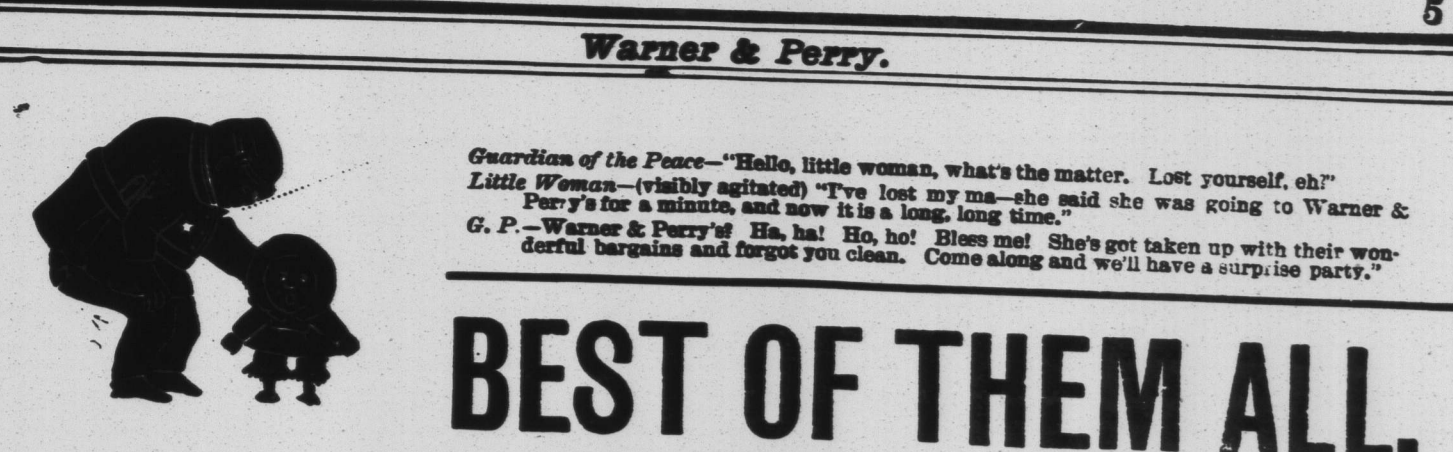 5
Warner & Perry.
Guardian of the Peace—"Hello, little woman, what's the matter. Lost yourself, eh?"
Little Woman—(visibly agitated) "I've lost my ma—she said she was going to Warner &
Perry's for a minute, and now it is a long, long time."
G. P.—Warner & Perry's? Ha, ha! Ho, ho! Bless me! She's got taken up with their won-
derful bargains and forgot you clean. Come along and we'll have a surprise party."
BEST OF THEM ALL.